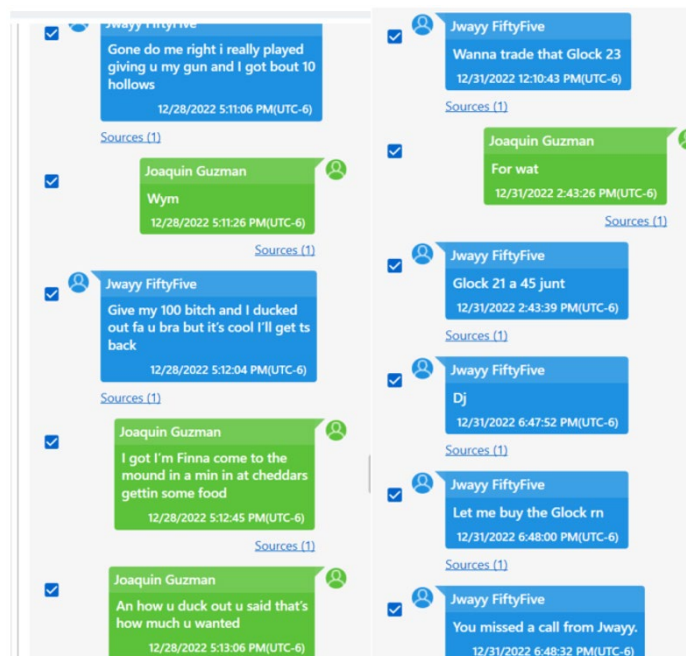 Jwayy FiftyFive
Gone do me right i really played
giving u my gun and I got bout 10
hollows
12/28/2022 5:11:06 PM(UTC-6)
Sources (1)
Joaquin Guzman
Wym
12/28/2022 5:11:26 PM(UTC-6)
Sources (1)
Jwayy FiftyFive
Give my 100 bitch and I ducked
out fa u bra but it's cool I'll get ts
back
12/28/2022 5:12:04 PM(UTC-6)
Sources (1)
Joaquin Guzman
I got I'm Finna come to the
mound in a min in at cheddars
gettin some food
12/28/2022 5:12:45 PM(UTC-6)
Sources (1)
Joaquin Guzman
An how u duck out u said that's
how much u wanted
12/28/2022 5:13:06 PM(UTC-6)
Jwayy FiftyFive
Wanna trade that Glock 23
12/31/2022 12:10:43 PM(UTC-6)
Sources (1)
Joaquin Guzman
For wat
12/31/2022 2:43:26 PM(UTC-6)
Sources (1)
Jwayy FiftyFive
Glock 21 a 45 junt
12/31/2022 2:43:39 PM(UTC-6)
Sources (1)
Jwayy FiftyFive
Dj
12/31/2022 6:47:52 PM(UTC-6)
Sources (1)
Jwayy FiftyFive
Let me buy the Glock rn
12/31/2022 6:48:00 PM(UTC-6)
Sources (1)
Jwayy FiftyFive
You missed a call from Jwayy.
12/31/2022 6:48:32 PM(UTC-6)